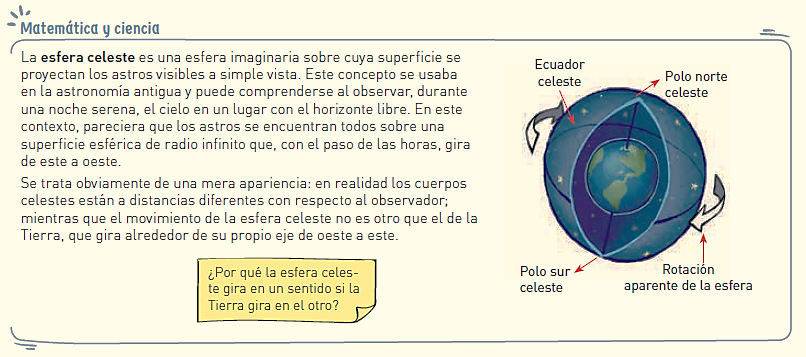 Matemática y ciencia
La esfera celeste es una esfera imaginaria sobre cuya superficie se
proyectan los astros visibles a simple vista. Este concepto se usaba
en la astronomía antigua y puede comprenderse al observar, durante
una noche serena, el cielo en un lugar con el horizonte libre. En este
contexto, pareciera que los astros se encuentran todos sobre una
superficie esférica de radio infinito que, con el paso de las horas, gira
de este a oeste.
Se trata obviamente de una mera apariencia: en realidad los cuerpos
celestes están a distancias diferentes con respecto al observador;
mientras que el movimiento de la esfera celeste no es otro que el de la
Tierra, que gira alrededor de su propio eje de oeste a este.
¿Por qué la esfera celes-
te gira en un sentido si la
Tierra gira en el otro?
Ecuador
celeste
Polo norte
celeste
Polo sur
celeste
Rotación
aparente de la esfera